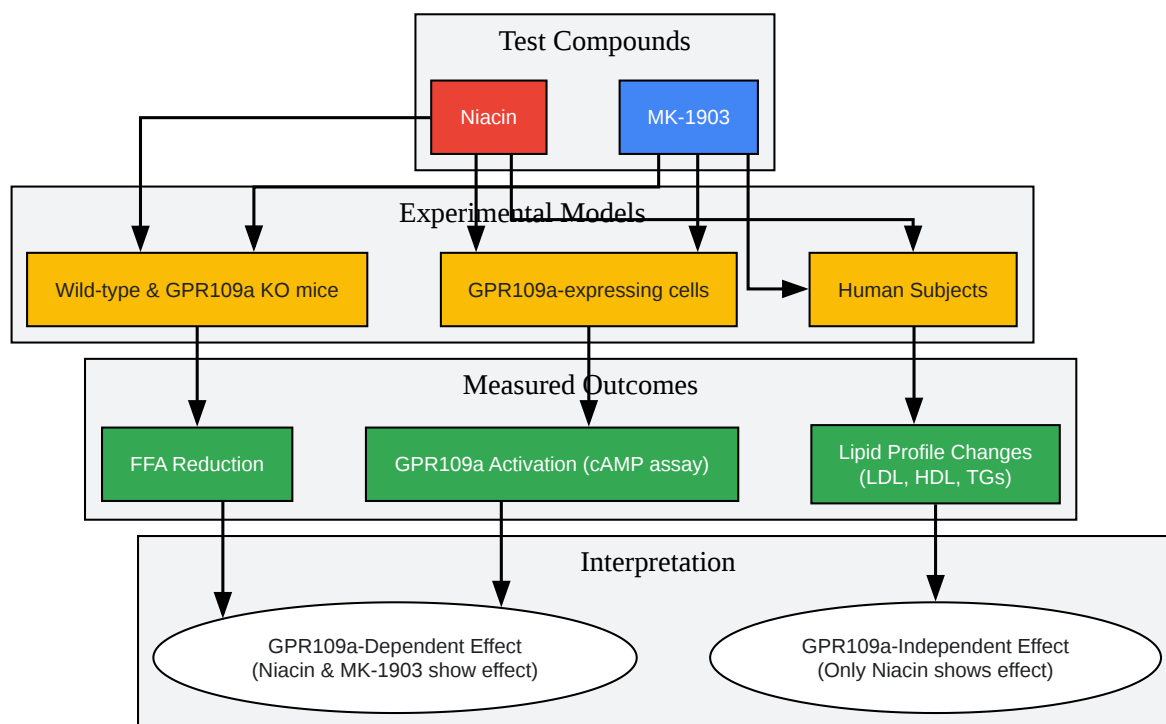 Test Compounds
Niacin
MK-1903
Experimental Models
Wild-type & GPR109a KO mice
GPR109a-expressing cells
Human Subjects
Measured Outcomes
FFA Reduction
GPR109a Activation (cAMP assay)
Lipid Profile Changes
(LDL, HDL, TGs)
Interpretation
GPR109a-Dependent Effect
(Niacin & MK-1903 show effect)
GPR109a-Independent Effect
(Only Niacin shows effect)